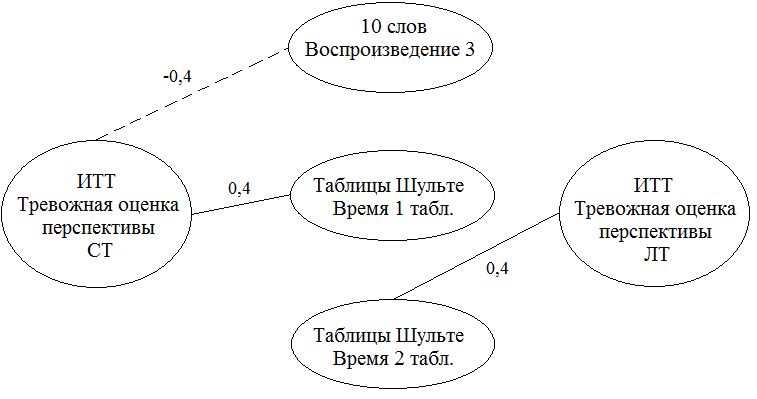 10 слов
Воспроизведение 3
-0,4
ИТТ
Тревожная оценка
перспективы
СТ
0,4
Таблицы Шульте
Время 1 табл.
ИТТ
Тревожная оценка
перспективы
ЛТ
0,4
Таблицы Шульте
Время 2 табл.